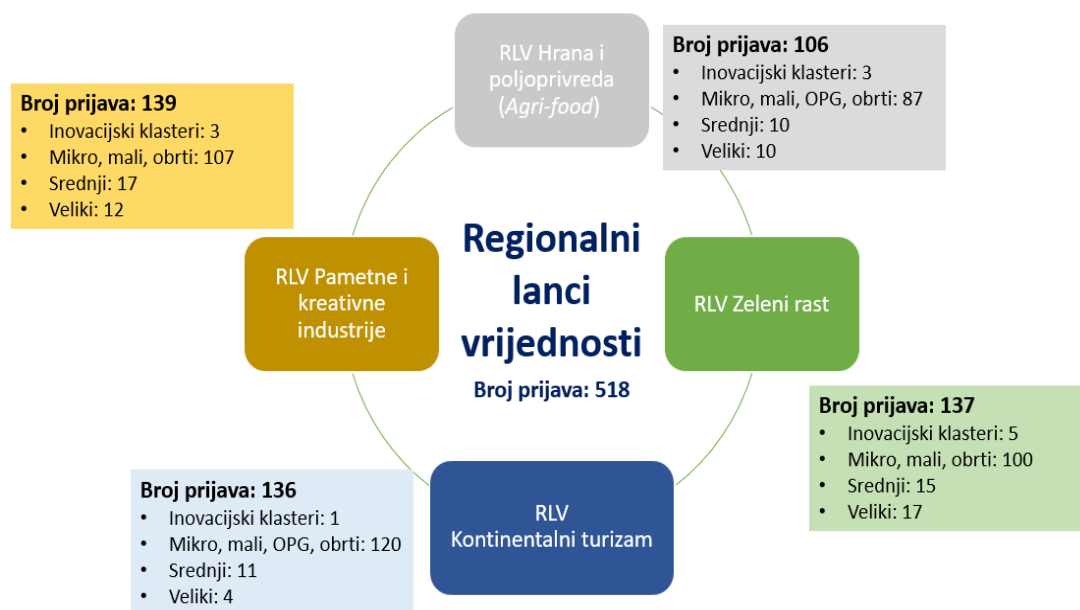 RLV Hrana i
poljoprivreda
(Agri-food)
Broj prijava: 106
• Inovacijski klasteri: 3
• Mikro, mali, OPG, obrti: 87
• Srednji: 10
• Veliki: 10
Broj prijava: 139
• Inovacijski klasteri: 3
• Mikro, mali, obrti: 107
• Srednji: 17
• Veliki: 12
RLV Pametne i
kreativne
industrije
Regionalni
lanci
vrijednosti
Broj prijava: 518
RLV Zeleni rast
Broj prijava: 137
• Inovacijski klasteri: 5
• Mikro, mali, obrti: 100
• Srednji: 15
• Veliki: 17
Broj prijava: 136
• Inovacijski klasteri: 1
• Mikro, mali, OPG, obrti: 120
• Srednji: 11
• Veliki: 4
RLV
Kontinentalni turizam